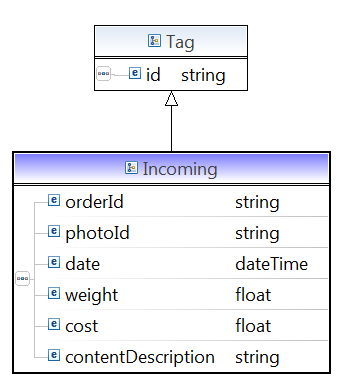 Tag
id string
Incoming
orderId string
photoId string
date dateTime
weight float
cost float
contentDescription string